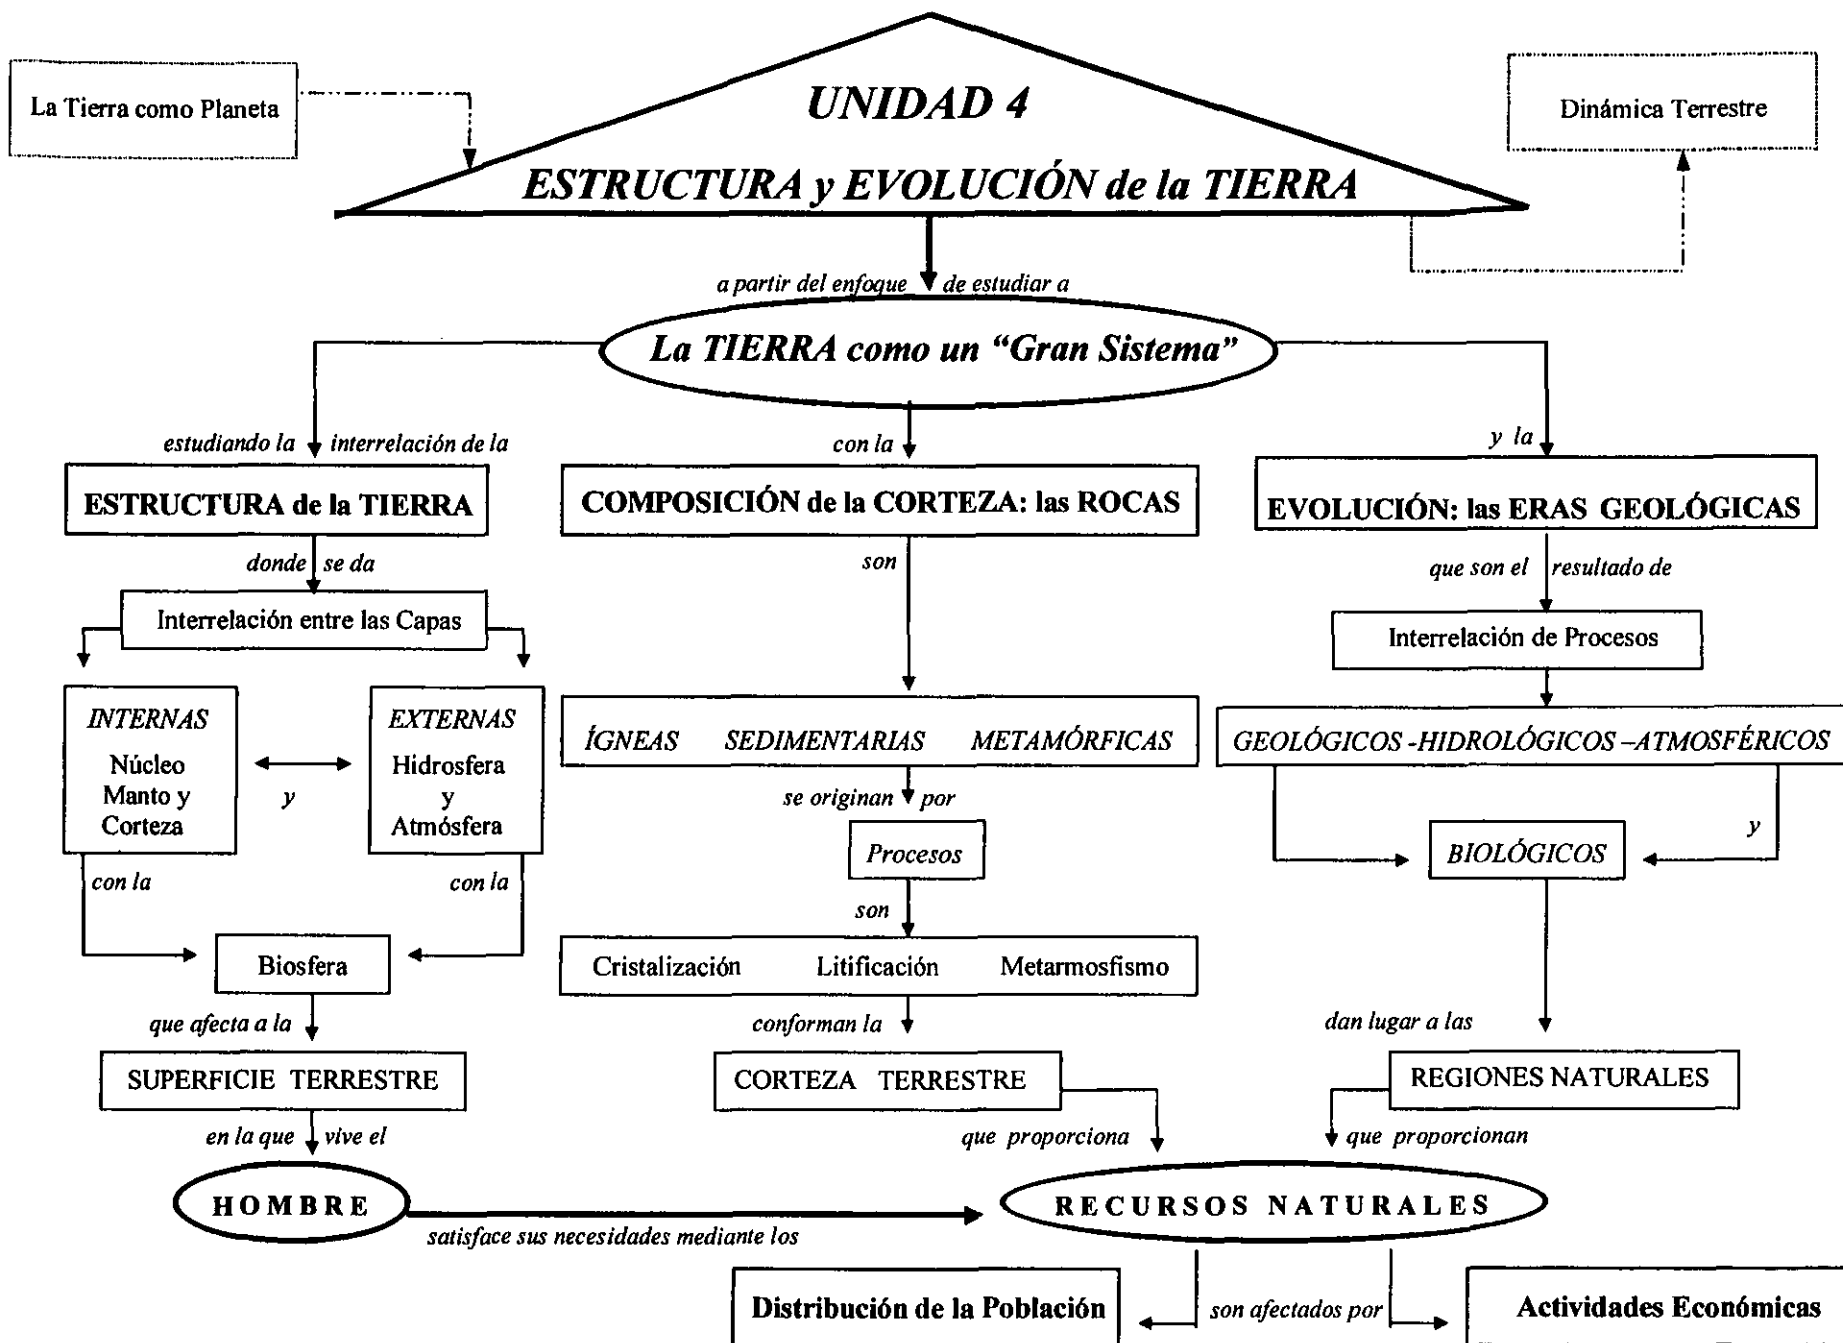 La Tierra como Planeta
UNIDAD 4
Dinámica Terrestre
ESTRUCTURA y EVOLUCIÓN de la TIERRA
a partir del enfoque de estudiar a
La TIERRA como un “Gran Sistema”
estudiando la interrelación de la
con la
y la
ESTRUCTURA de la TIERRA
COMPOSICIÓN de la CORTEZA: las ROCAS
EVOLUCIÓN: las ERAS GEOLÓGICAS
donde se da
son
que son el resultado de
Interrelación entre las Capas
Interrelación de Procesos
INTERNAS
Núcleo
Manto y
Corteza
y
EXTERNAS
Hidrosfera
y
Atmósfera
ÍGNEAS SEDIMENTARIAS METAMÓRFICAS
GEOLÓGICOS -HIDROLÓGICOS –ATMOSFÉRICOS
se originan por
Procesos
y
BIOLÓGICOS
con la
con la
son
Biosfera
Cristalización Litificación Metarmosfismo
que afecta a la
conforman la
dan lugar a las
SUPERFICIE TERRESTRE
CORTEZA TERRESTRE
REGIONES NATURALES
en la que vive el
que proporciona
que proporcionan
HOMBRE
RECURSOS NATURALES
satisface sus necesidades mediante los
Distribución de la Población
son afectados por
Actividades Económicas